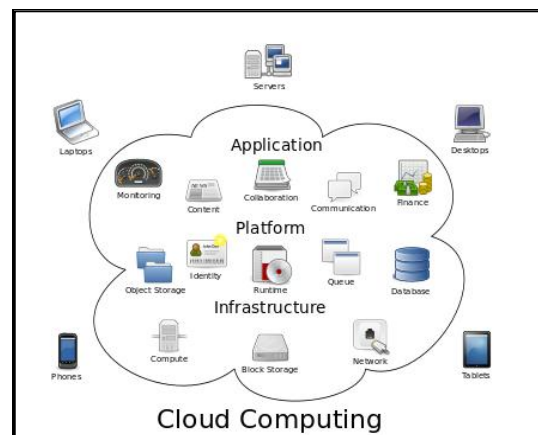 Servers
Laptops
Desktops
Application
Monitoring
NEWS
Content
Collaboration
Communication
Finance
Platform
Object Storage
Identity
Runtime
Queue
Database
Infrastructure
Compute
Block Storage
Network
Phones
Tablets
Cloud Computing